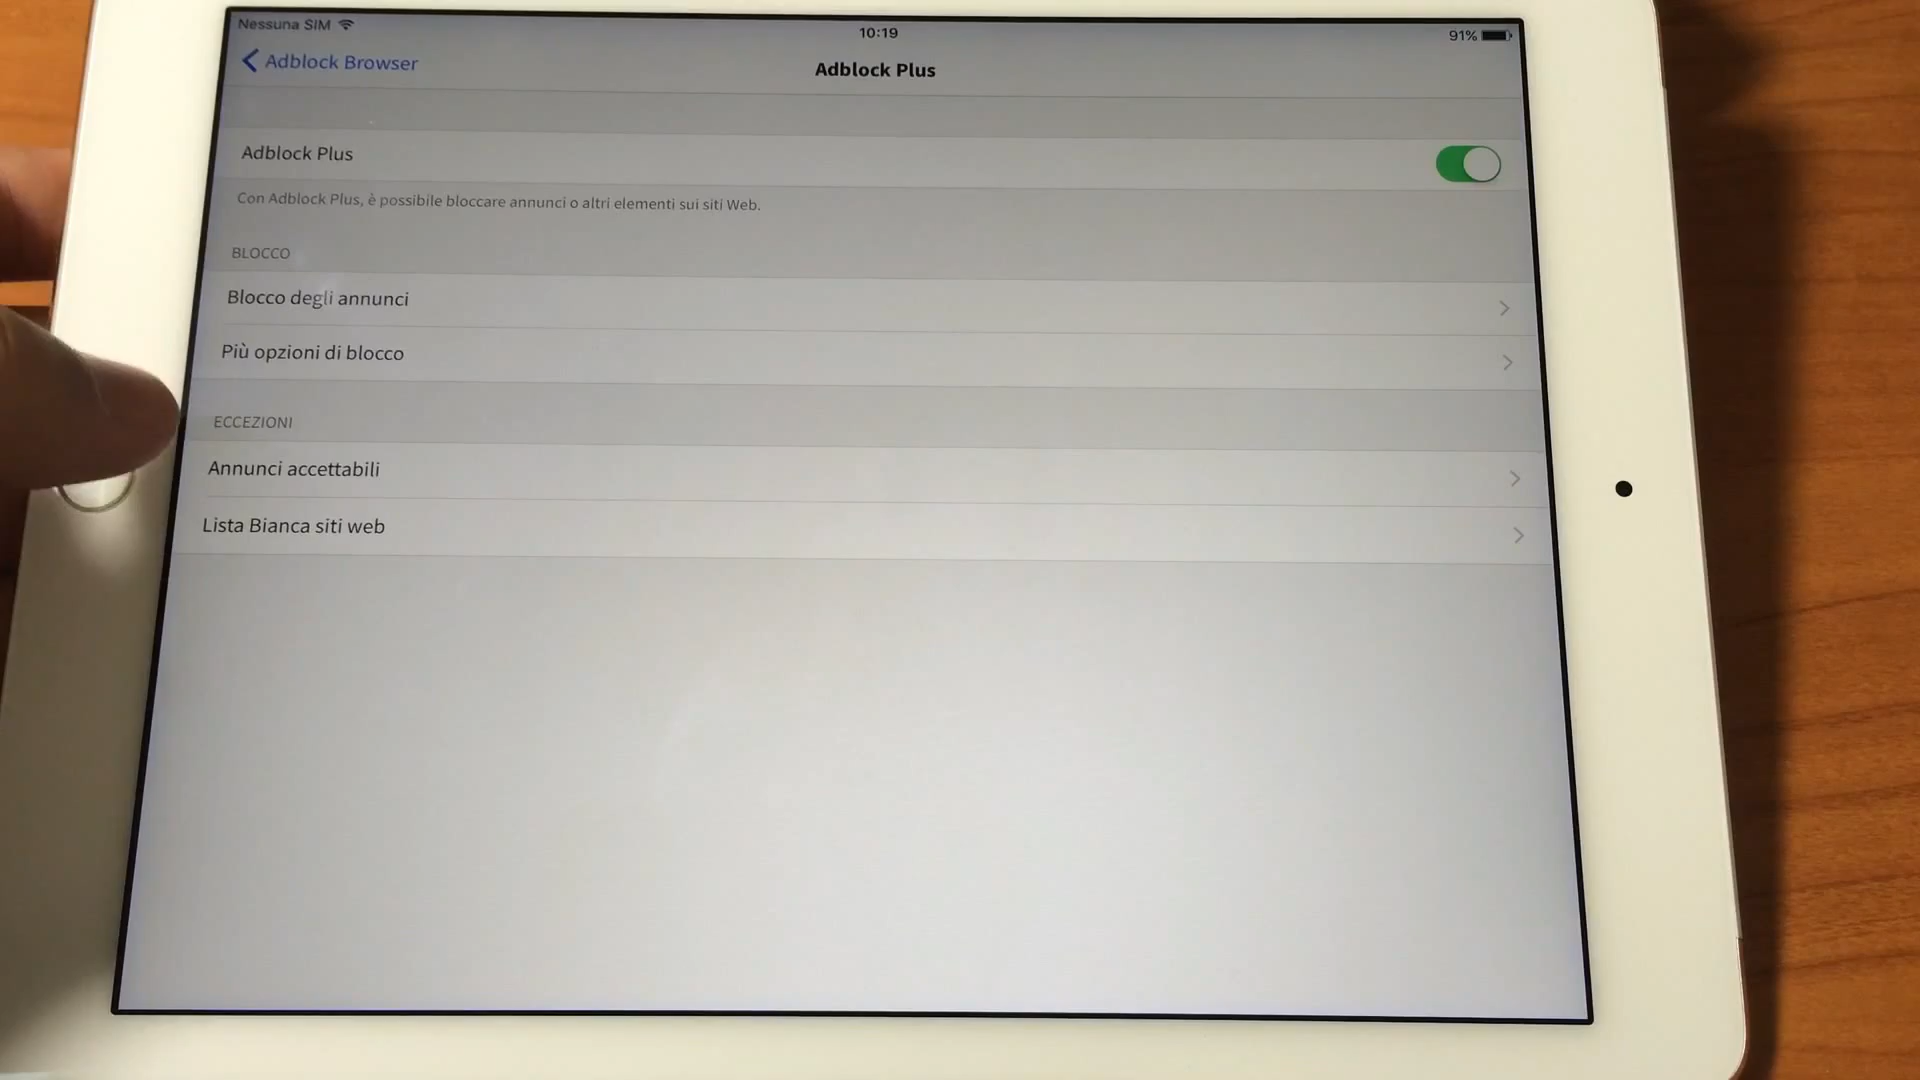 Nessuna SIM
10:19
91%
Adblock Browser
Adblock Plus
Adblock Plus
Con Adblock Plus, è possibile bloccare annunci o altri elementi sui siti Web.
BLOCCO
Blocco degli annunci
Più opzioni di blocco
ECCEZIONI
Annunci accettabili
Lista Bianca siti web